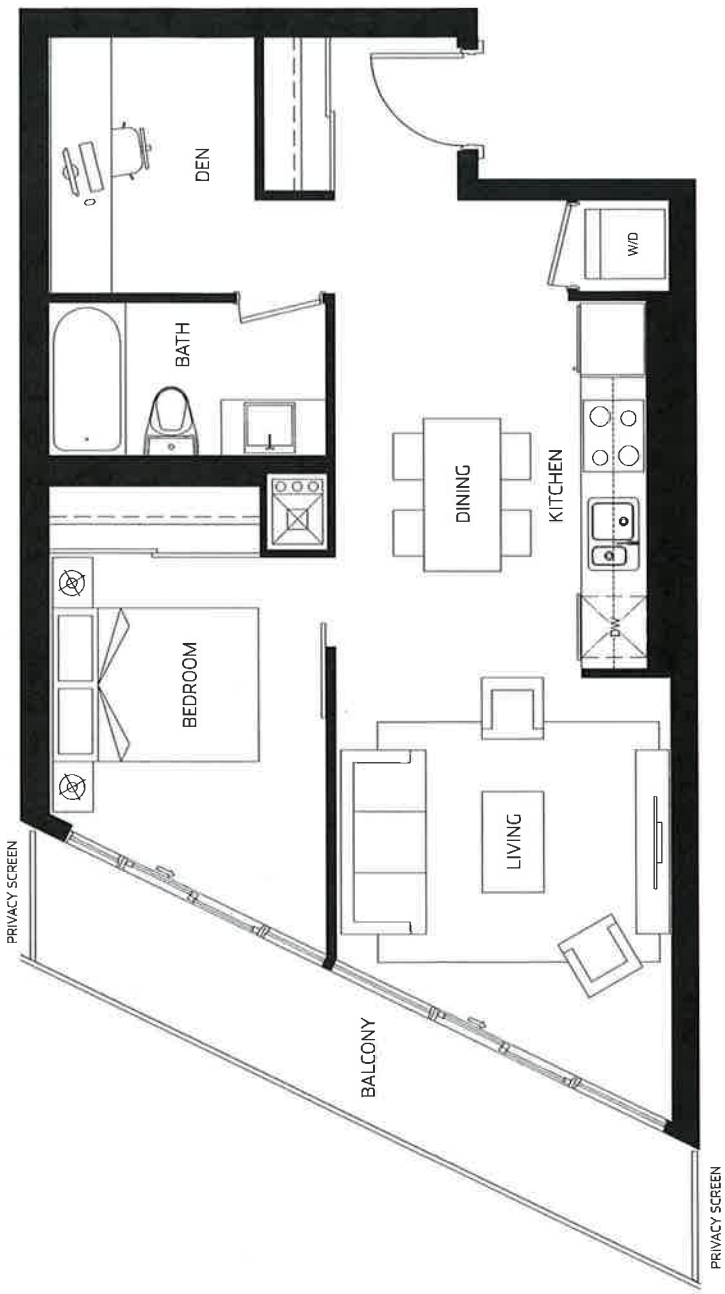 DEN
W/D
BATH
DINING
KITCHEN
DW
BEDROOM
LIVING
PRIVACY SCREEN
BALCONY
PRIVACY SCREEN